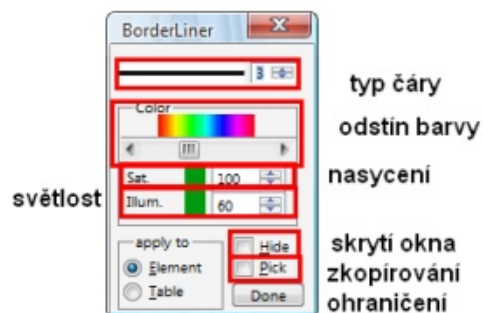 BorderLiner
3
typ čáry
Color
odstín barvy
Sat.
100
nasycení
světlost
Illum.
60
apply to
Hide
skrytí okna
Element
Pick
zkopírování
ohraničení
Table
Done